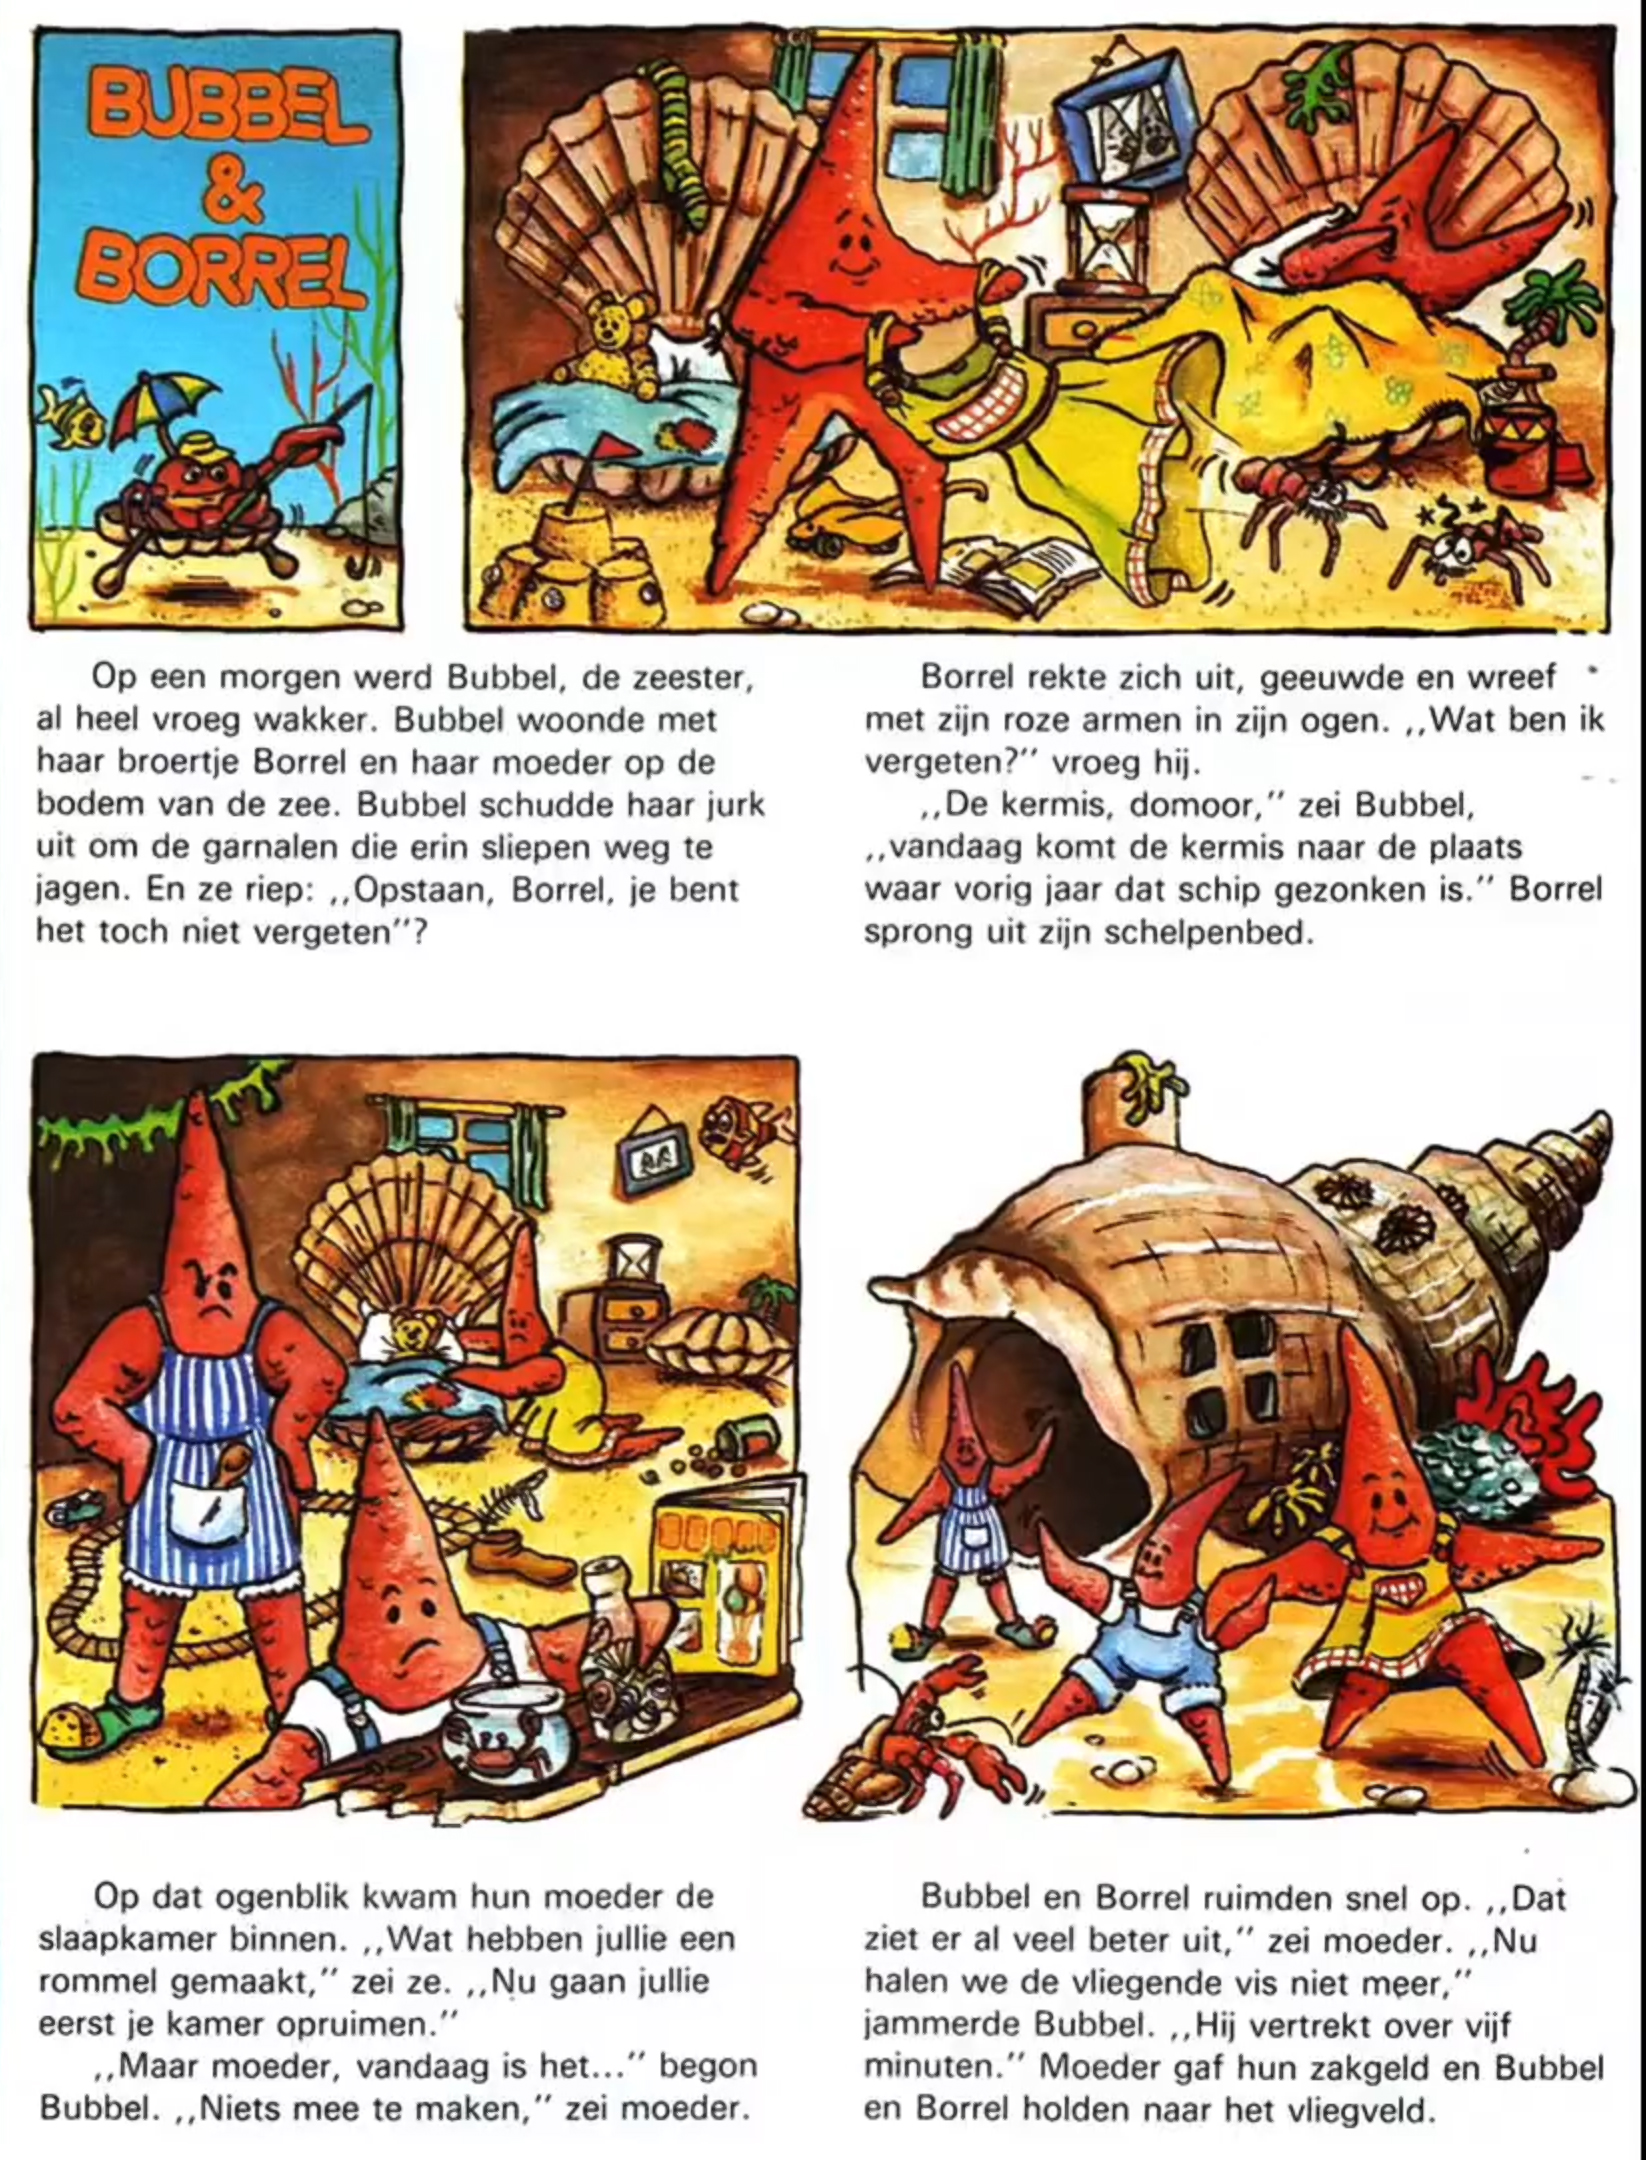 BUBBEL
&
BORREL
Op een morgen werd Bubbel, de zeester,
al heel vroeg wakker. Bubbel woonde met
haar broertje Borrel en haar moeder op de
bodem van de zee. Bubbel schudde haar jurk
uit om de garnalen die erin sliepen weg te
jagen. En ze riep: ,,Opstaan, Borrel, je bent
het toch niet vergeten''?
Borrel rekte zich uit, geeuwde en wreef
met zijn roze armen in zijn ogen. ,,Wat ben ik
vergeten?'' vroeg hij.
,,De kermis, domoor,'' zei Bubbel,
,,vandaag komt de kermis naar de plaats
waar vorig jaar dat schip gezonken is.'' Borrel
sprong uit zijn schelpenbed.
Op dat ogenblik kwam hun moeder de
slaapkamer binnen. ,,Wat hebben jullie een
rommel gemaakt,'' zei ze. ,,Nu gaan jullie
eerst je kamer opruimen.''
,,Maar moeder, vandaag is het...'' begon
Bubbel. ,,Niets mee te maken,'' zei moeder.
Bubbel en Borrel ruimden snel op. ,,Dat
ziet er al veel beter uit,'' zei moeder. ,,Nu
halen we de vliegende vis niet meer,''
jammerde Bubbel. ,,Hij vertrekt over vijf
minuten.'' Moeder gaf hun zakgeld en Bubbel
en Borrel holden naar het vliegveld.